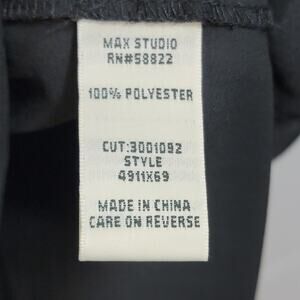 MAX STUDIO
RN#58822
100% POLYESTER
CUT:3001092
STYLE
4911X69
MADE IN CHINA
CARE ON REVERSE